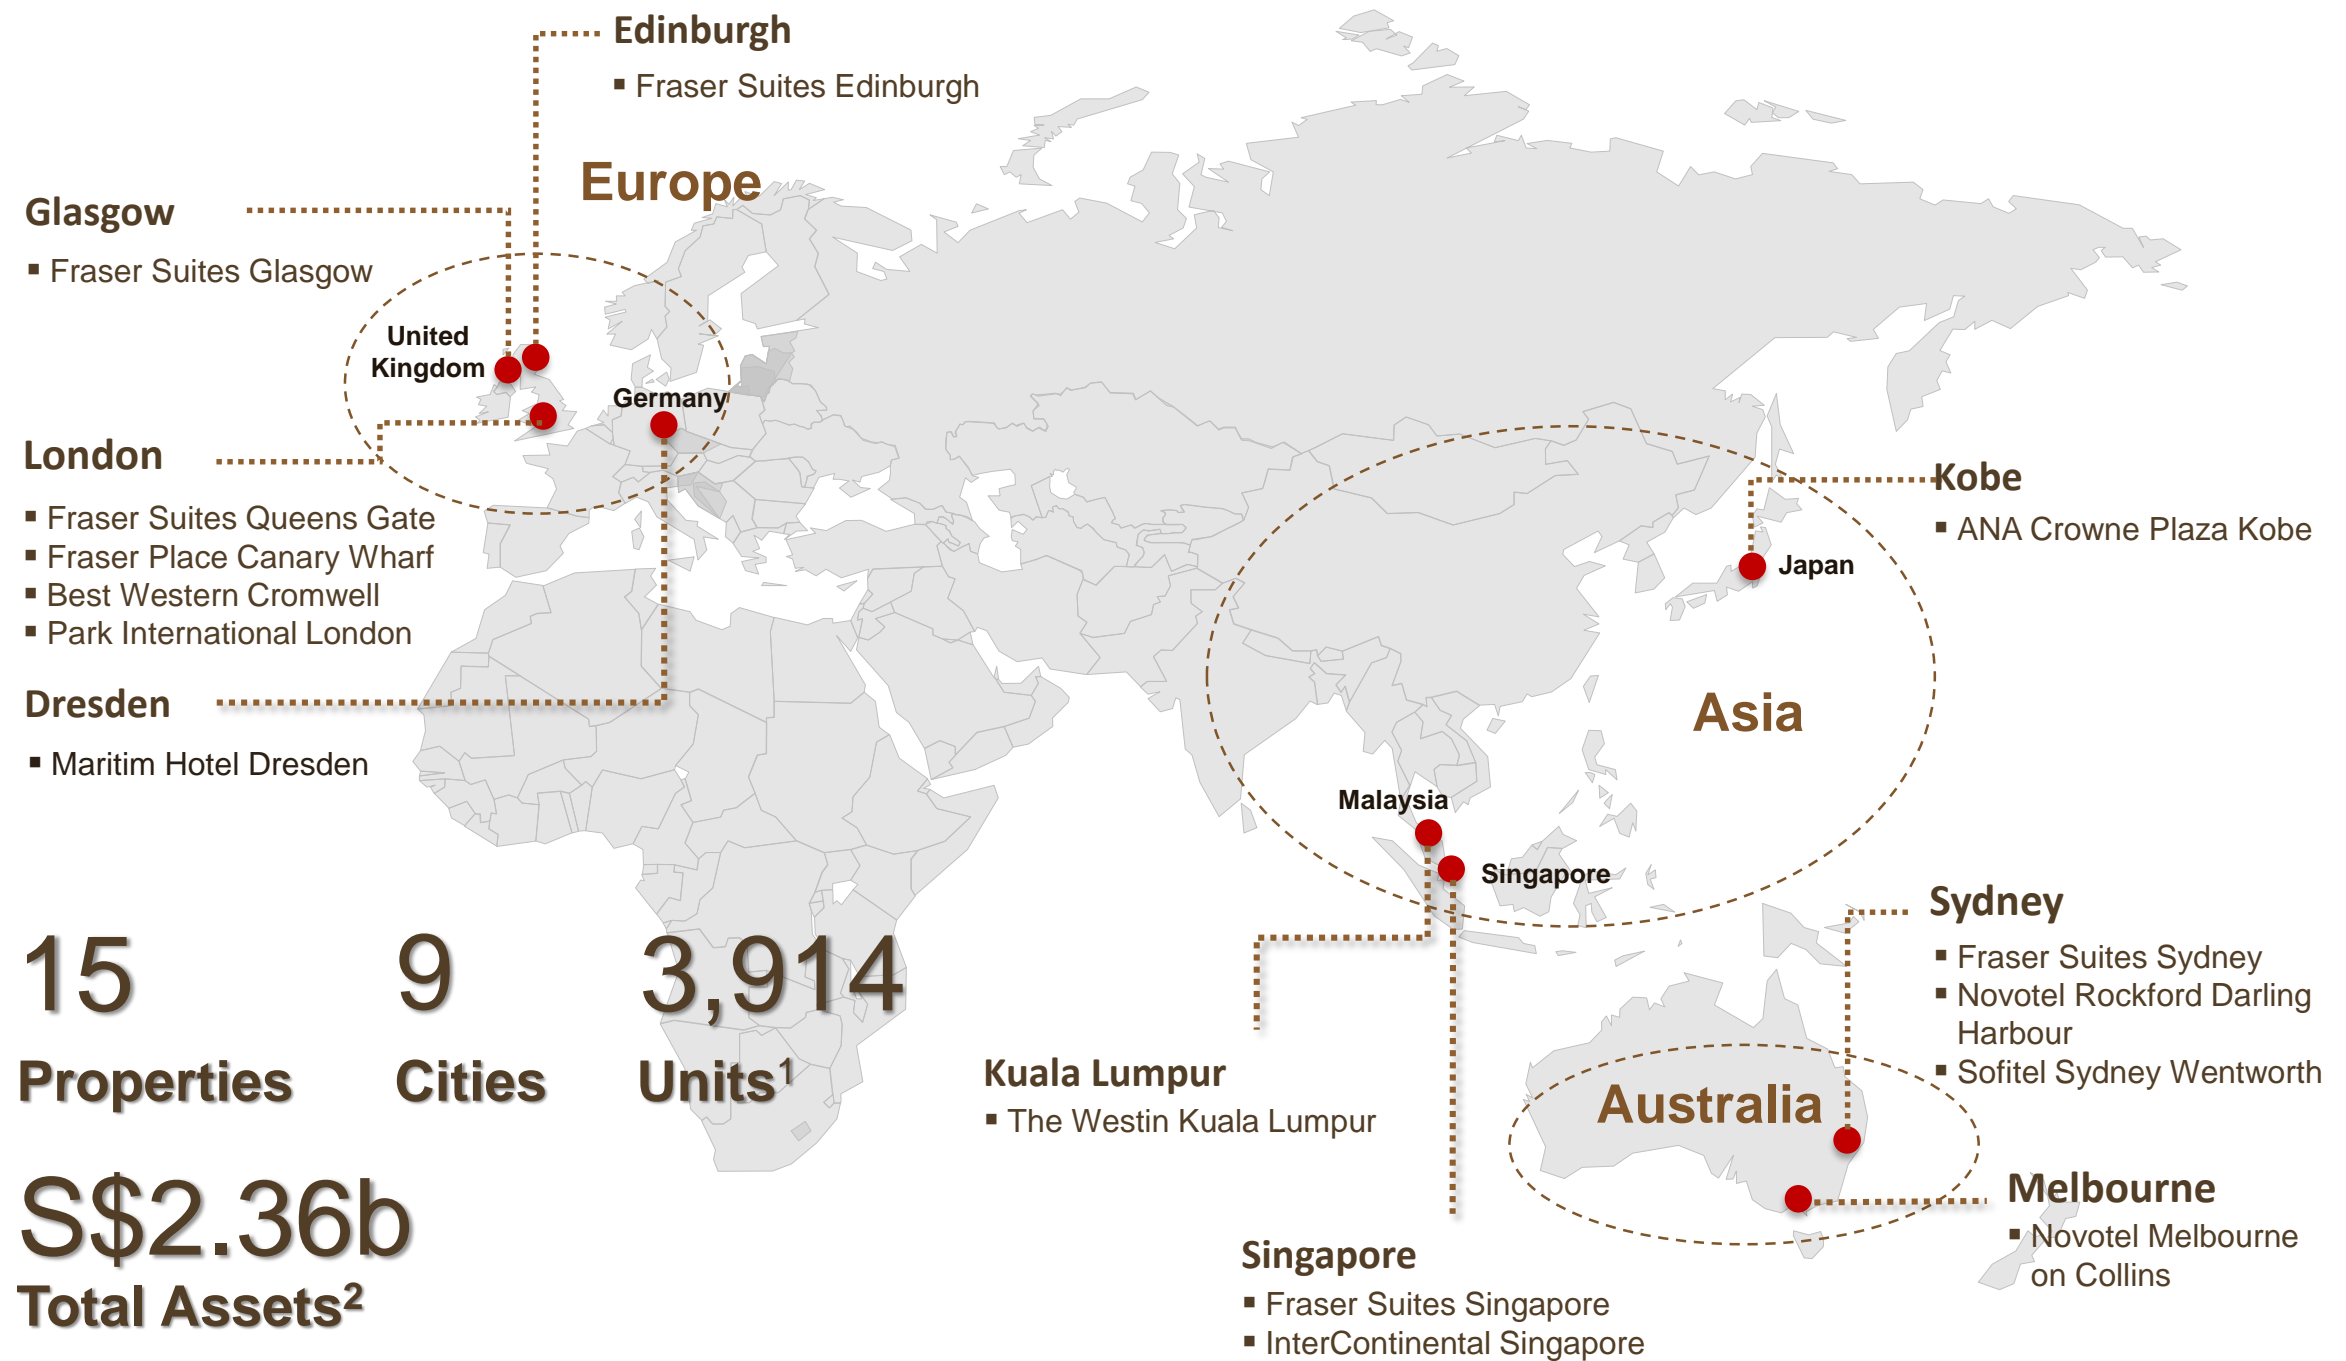 Edinburgh
▪ Fraser Suites Edinburgh
Europe
Glasgow
▪ Fraser Suites Glasgow
United
Kingdom
Germany
London
▪ Fraser Suites Queens Gate
▪ Fraser Place Canary Wharf
▪ Best Western Cromwell
▪ Park International London
Dresden
▪ Maritim Hotel Dresden
Kobe
▪ ANA Crowne Plaza Kobe
Japan
Asia
Malaysia
Singapore
15
Properties
9
Cities
3,914
Units¹
S$2.36b
Total Assets²
Kuala Lumpur
▪ The Westin Kuala Lumpur
Singapore
▪ Fraser Suites Singapore
▪ InterContinental Singapore
Sydney
▪ Fraser Suites Sydney
▪ Novotel Rockford Darling
Harbour
▪ Sofitel Sydney Wentworth
Australia
Melbourne
▪ Novotel Melbourne
on Collins